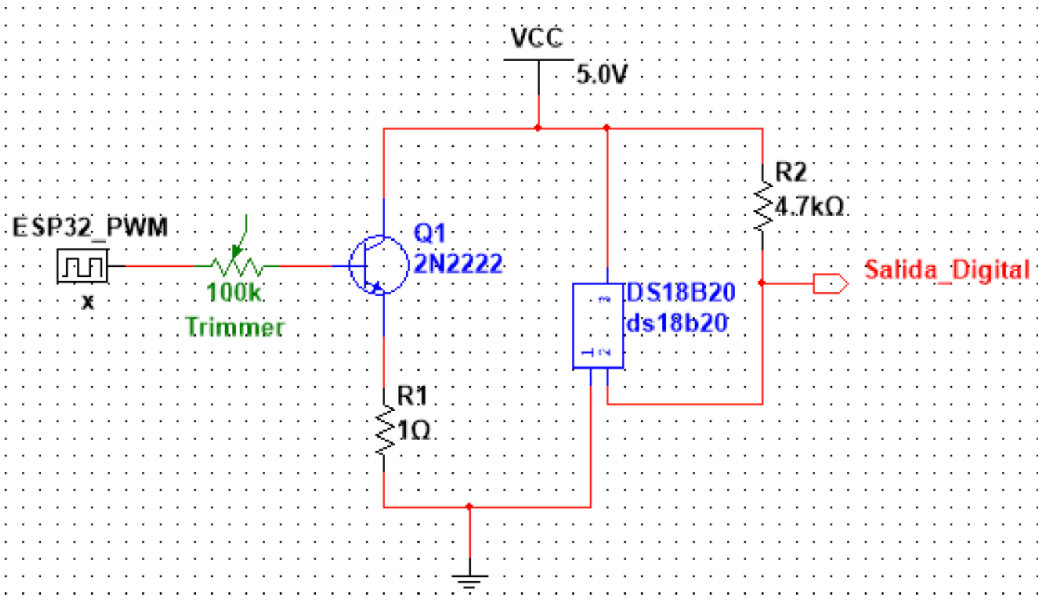 VCC
5.0V
R2
4.7kΩ
ESP32_PWM
x
100k
Trimmer
Q1
2N2222
Salida_Digital
3
DS18B20
ds18b20
1
2
R1
1Ω